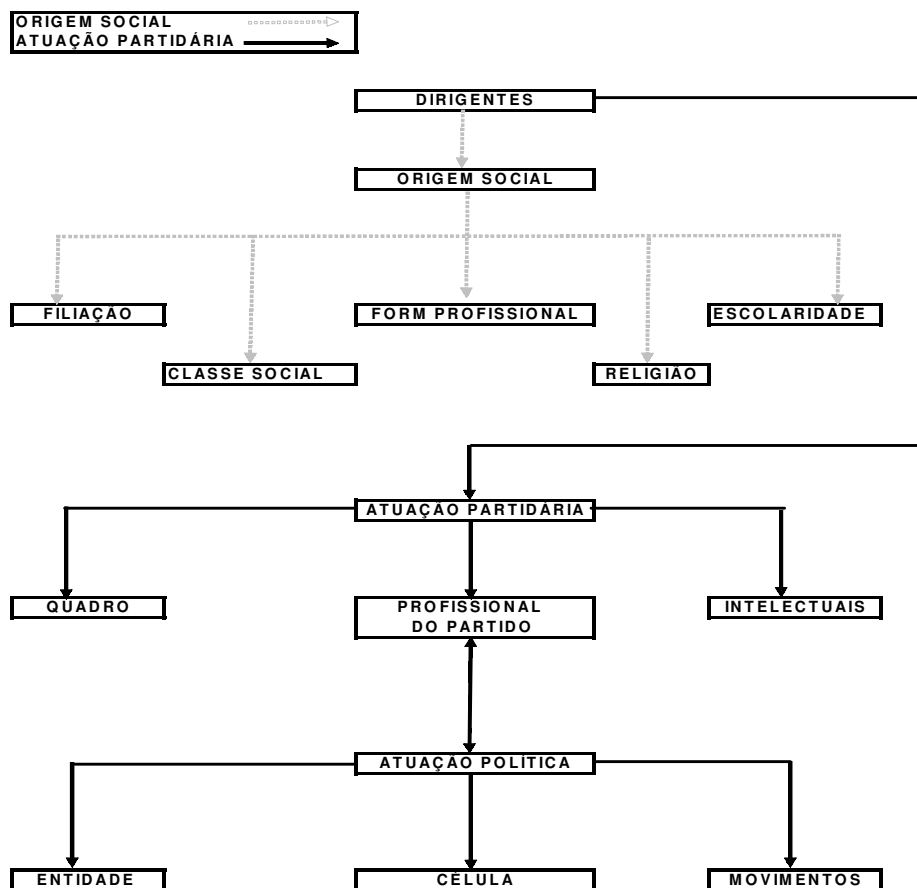 ORIGEM SOCIAL
ATUAÇÃO PARTIDÁRIA
DIRIGENTES
ORIGEM SOCIAL
FILIAÇÃO
FORM PROFISSIONAL
ESCOLARIDADE
CLASSE SOCIAL
RELIGIÃO
ATUAÇÃO PARTIDÁRIA
QUADRO
PROFISSIONAL
DO PARTIDO
INTELECTUAIS
ATUAÇÃO POLÍTICA
ENTIDADE
CÉLULA
MOVIMENTOS